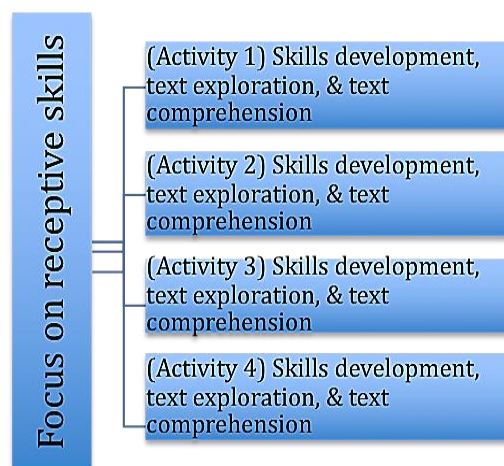 Focus on receptive skills
(Activity 1) Skills development,
text exploration, & text
comprehension
(Activity 2) Skills development,
text exploration, & text
comprehension
(Activity 3) Skills development,
text exploration, & text
comprehension
(Activity 4) Skills development,
text exploration, & text
comprehension